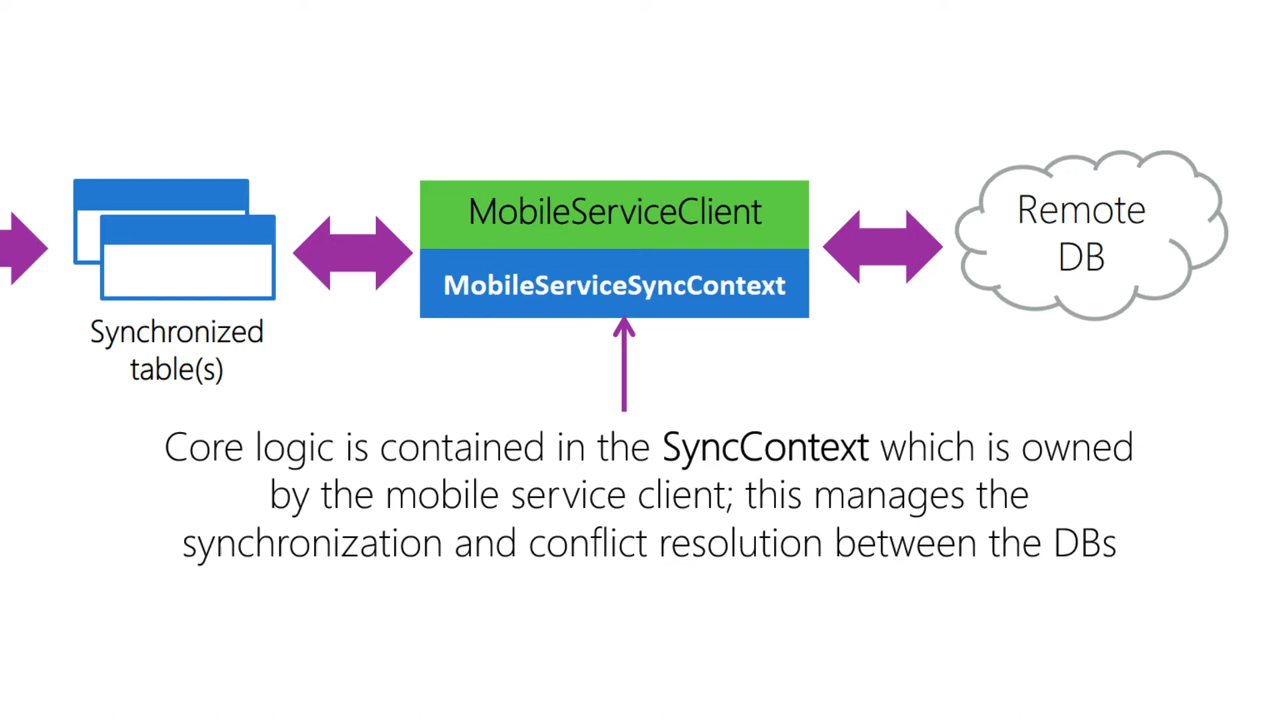 MobileServiceClient
MobileServiceSyncContext
Remote
DB
Synchronized
table(s)
Core logic is contained in the SyncContext which is owned
by the mobile service client; this manages the
synchronization and conflict resolution between the DBs